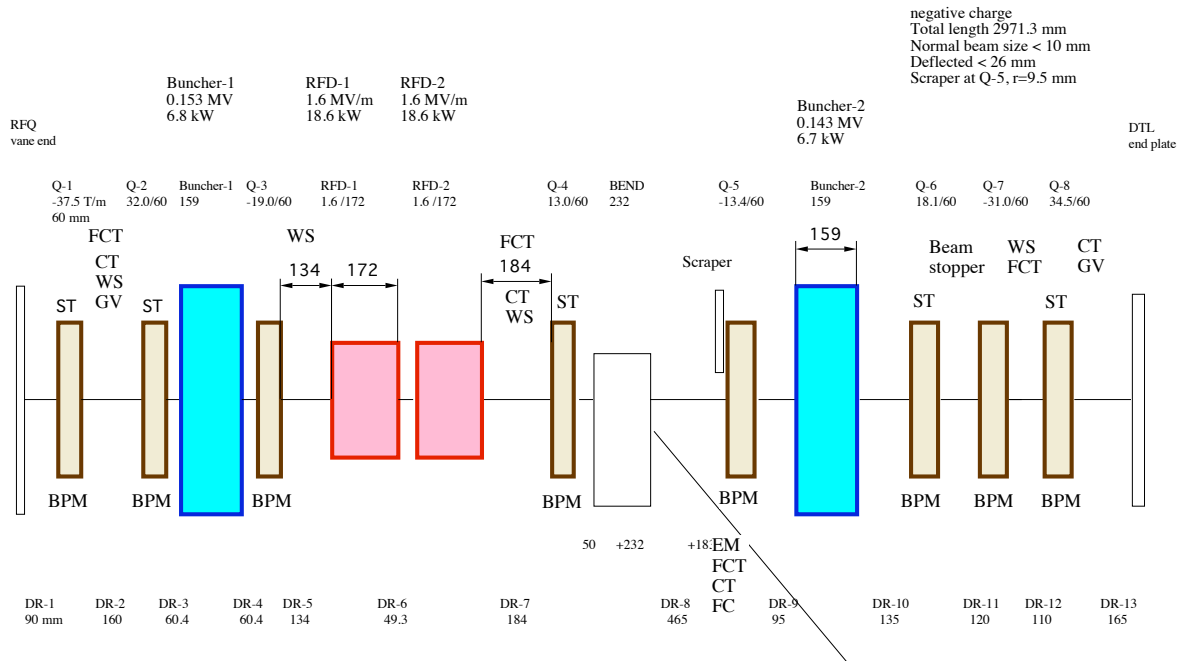 negative charge
Total length 2971.3 mm
Normal beam size < 10 mm
Deflected < 26 mm
Scraper at Q-5, r=9.5 mm
Buncher-1
0.153 MV
6.8 kW
RFD-1
1.6 MV/m
18.6 kW
RFD-2
1.6 MV/m
18.6 kW
Buncher-2
0.143 MV
6.7 kW
RFQ
vane end
DTL
end plate
Q-1
-37.5 T/m
60 mm
Q-2
32.0/60
Buncher-1
159
Q-3
-19.0/60
RFD-1
1.6 /172
RFD-2
1.6 /172
Q-4
13.0/60
BEND
232
Q-5
-13.4/60
Buncher-2
159
Q-6
18.1/60
Q-7
-31.0/60
Q-8
34.5/60
FCT
CT
WS
GV
WS
134
172
FCT
184
CT
WS
Scraper
159
Beam
stopper
WS
FCT
CT
GV
ST
ST
ST
ST
ST
BPM
BPM
BPM
BPM
BPM
BPM
BPM
BPM
50
+232
EM
FCT
CT
FC
DR-1
90 mm
DR-2
160
DR-3
60.4
DR-4
60.4
DR-5
134
DR-6
49.3
DR-7
184
DR-8
465
DR-9
95
DR-10
135
DR-11
120
DR-12
110
DR-13
165